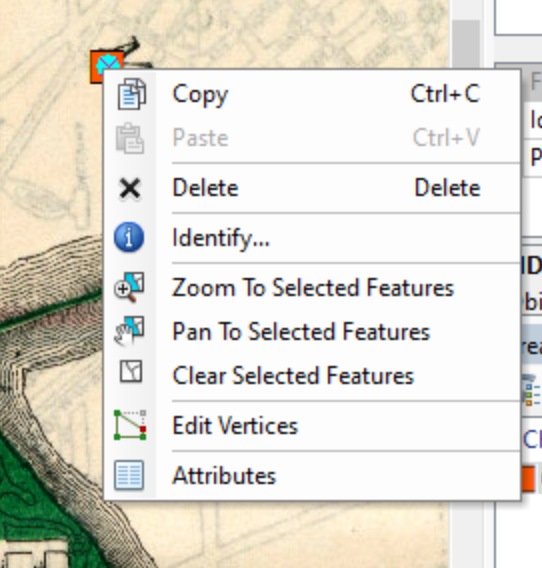 Copy Ctrl+C
Paste Ctrl+V
Delete Delete
Identify...
Zoom To Selected Features
Pan To Selected Features
Clear Selected Features
Edit Vertices
Attributes